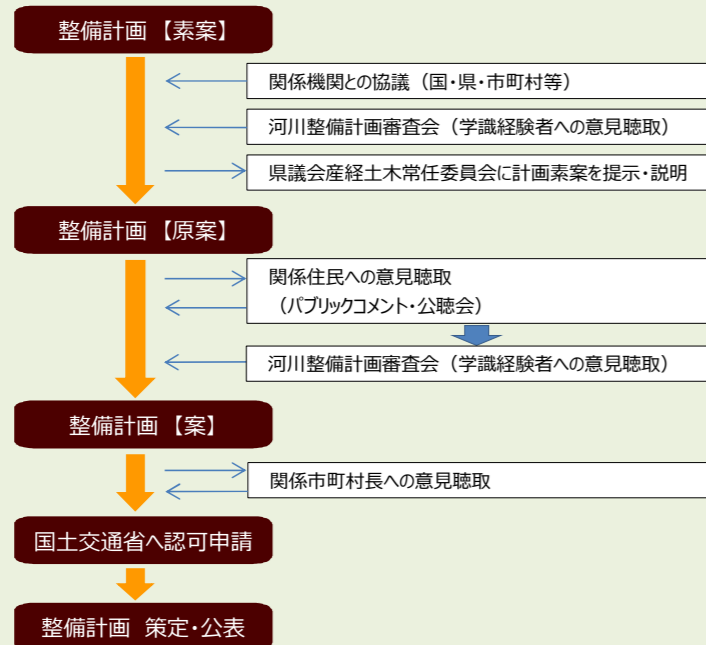 整備計画 【素案】
関係機関との協議（国・県・市町村等）
河川整備計画審査会（学識経験者への意見聴取）
県議会産経土木常任委員会に計画素案を提示・説明
整備計画 【原案】
関係住民への意見聴取
（パブリックコメント・公聴会）
河川整備計画審査会（学識経験者への意見聴取）
整備計画 【案】
関係市町村長への意見聴取
国土交通省へ認可申請
整備計画 策定・公表